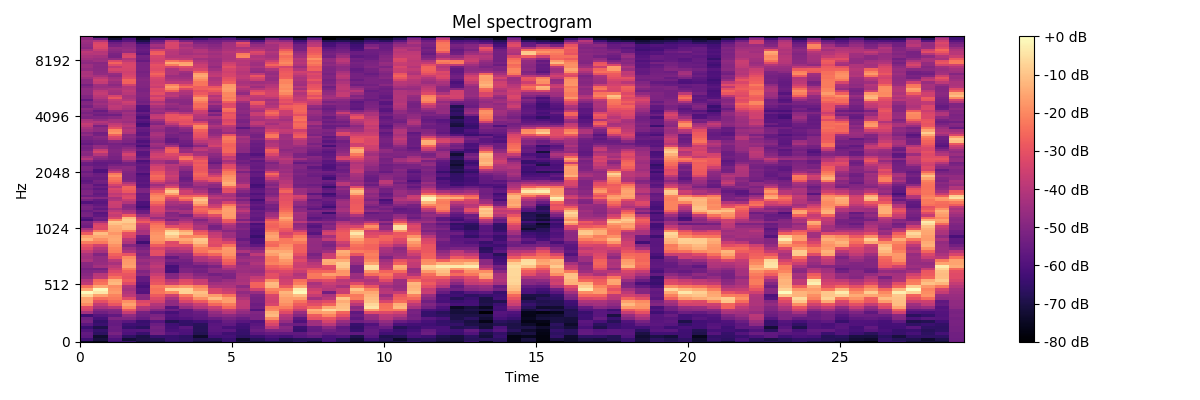 Mel spectrogram
8192
4096
2048
1024
512
0
Hz
0 5 10 15 20 25
Time
+0 dB
-10 dB
-20 dB
-30 dB
-40 dB
-50 dB
-60 dB
-70 dB
-80 dB